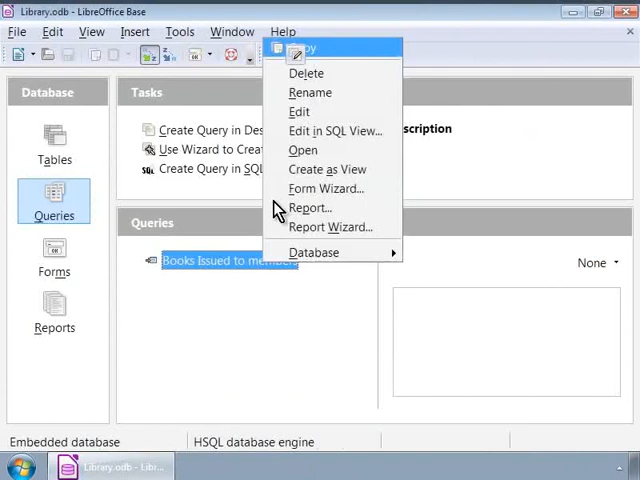 Library.odb - LibreOffice Base
File Edit View Insert Tools Window Help
Database
Tables
Queries
Forms
Reports
Tasks
Create Query in Des
Use Wizard to Creat
Create Query in SQL
SQL
scription
Delete
Rename
Edit
Edit in SQL View...
Open
Create as View
Form Wizard...
Report...
Report Wizard...
Database
Queries
Books Issued to members
None
Embedded database
HSQL database engine
Library.odb - Libr...